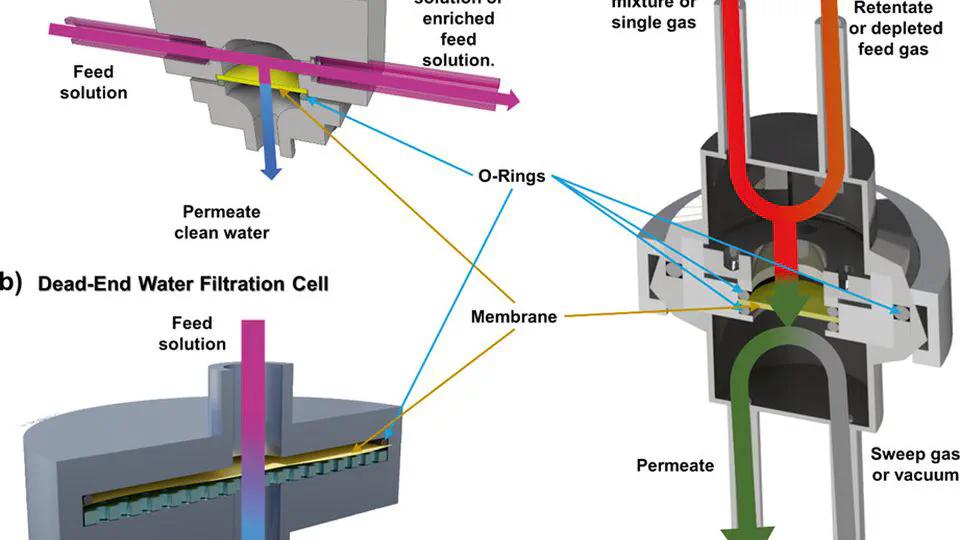 solution or
enriched
feed
solution.
Feed
solution
Permeate
clean water
b) Dead-End Water Filtration Cell
Feed
solution
O-Rings
Membrane
mixture or
single gas
Retentate
or depleted
feed gas
Permeate
Sweep gas
or vacuum